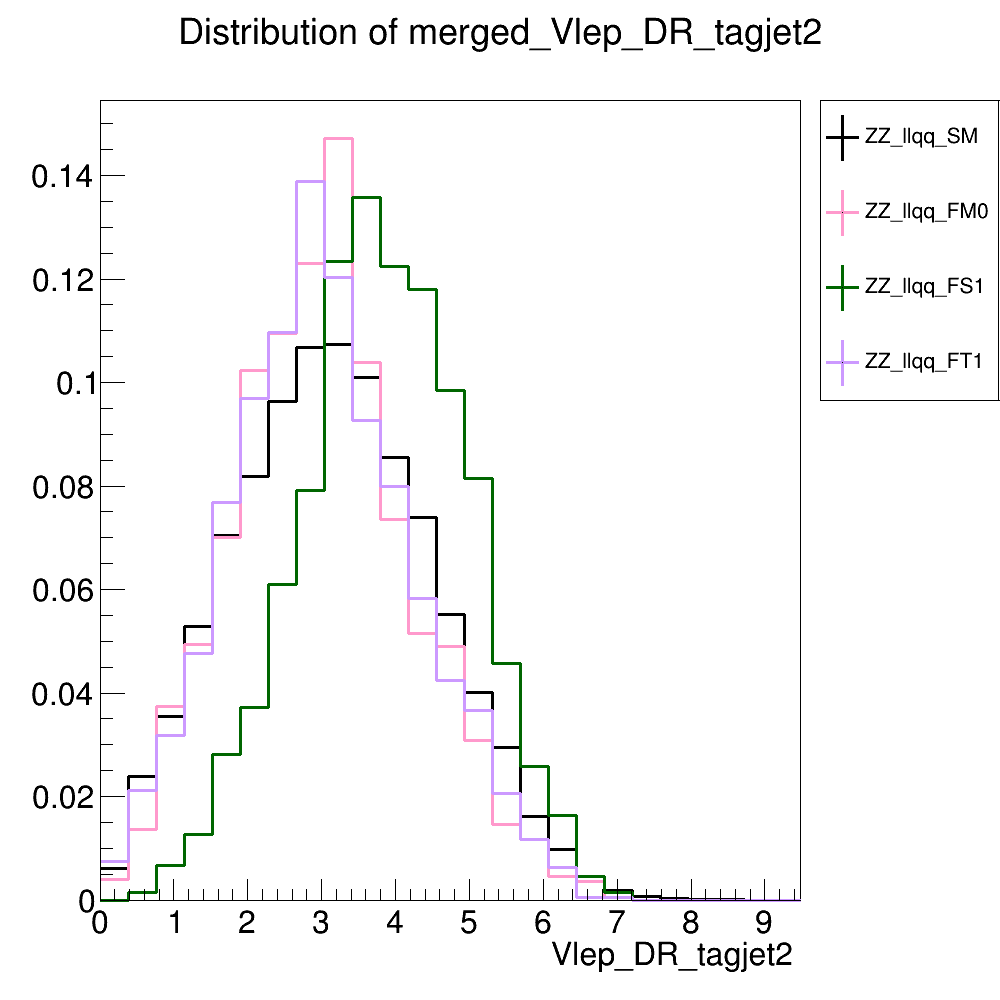 Distribution of merged_Vlep_DR_tagjet2
ZZ_llqq_SM
ZZ_llqq_FM0
ZZ_llqq_FS1
ZZ_llqq_FT1
0.14
0.12
0.1
0.08
0.06
0.04
0.02
0
0 1 2 3 4 5 6 7 8 9
Vlep_DR_tagjet2